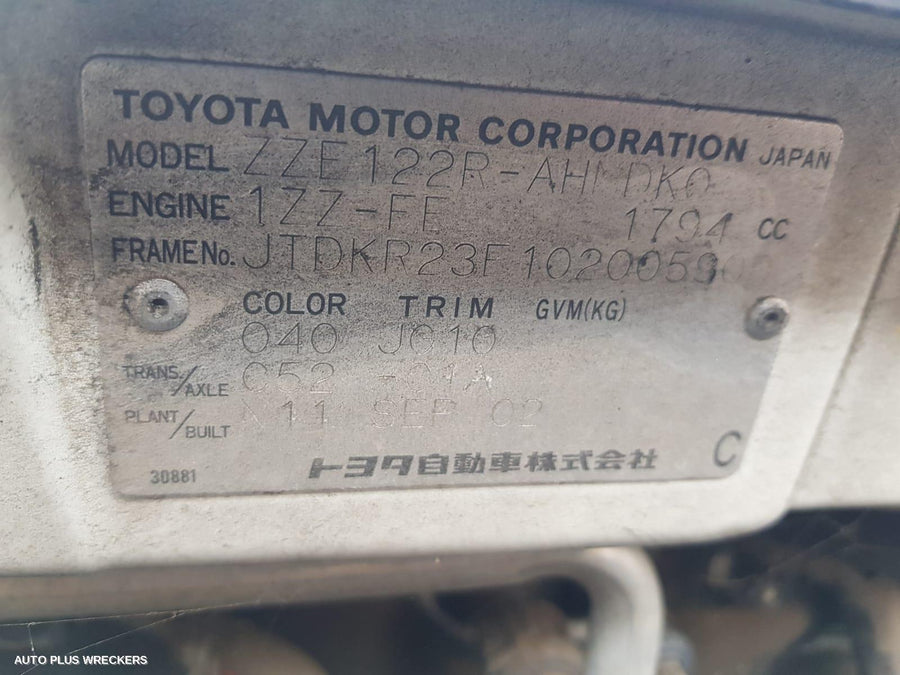 TOYOTA MOTOR CORPORATION JAPAN
MODEL
ENGINE 1ZZ-FE 1794 CC
FRAME No.
COLOR TRIM GVM(KG)
040
TRANS./AXLE C52
PLANT/BUILT 11 SEP 02
30881 トヨタ自動車株式会社 C
AUTO PLUS WRECKERS